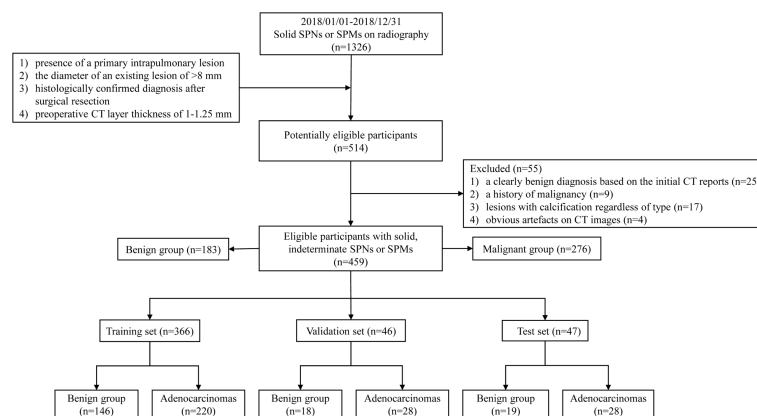 2018/01/01-2018/12/31
Solid SPNs or SPMs on radiography
(n=1326)
1) presence of a primary intrapulmonary lesion
2) the diameter of an existing lesion of >8 mm
3) histologically confirmed diagnosis after
surgical resection
4) preoperative CT layer thickness of 1-1.25 mm
Potentially eligible participants
(n=514)
Excluded (n=55)
1) a clearly benign diagnosis based on the initial CT reports (n=25
2) a history of malignancy (n=9)
3) lesions with calcification regardless of type (n=17)
4) obvious artefacts on CT images (n=4)
Benign group (n=183)
Eligible participants with solid,
indeterminate SPNs or SPMs
(n=459)
Malignant group (n=276)
Training set (n=366)
Validation set (n=46)
Test set (n=47)
Benign group
(n=146)
Adenocarcinomas
(n=220)
Benign group
(n=18)
Adenocarcinomas
(n=28)
Benign group
(n=19)
Adenocarcinomas
(n=28)